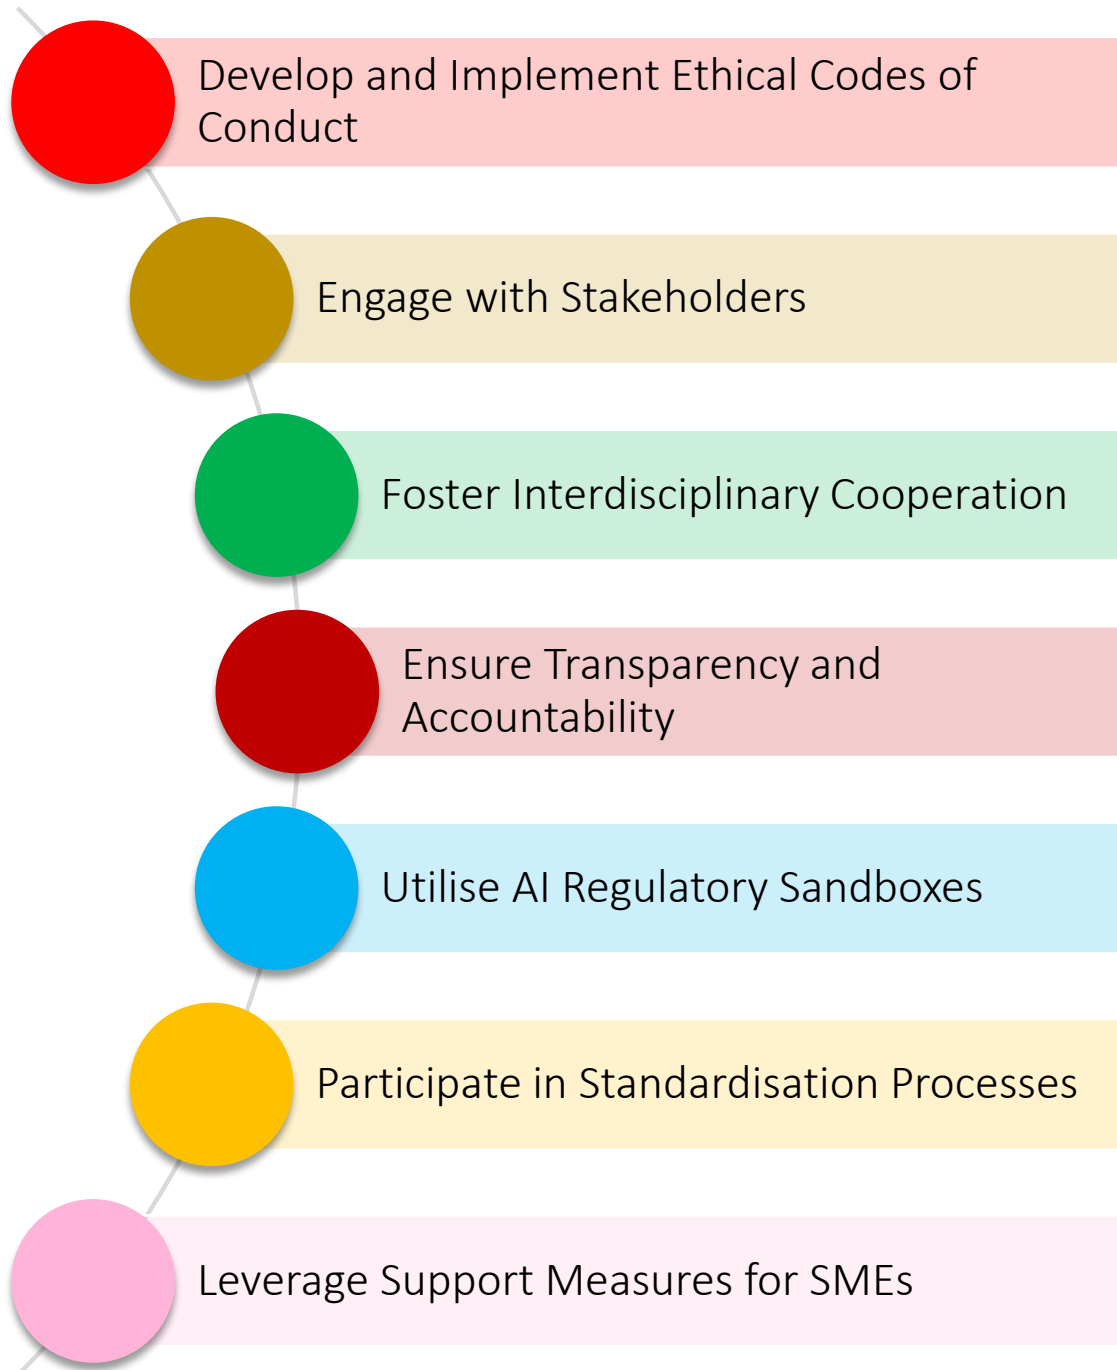 Develop and Implement Ethical Codes of
Conduct
Engage with Stakeholders
Foster Interdisciplinary Cooperation
Ensure Transparency and
Accountability
Utilise AI Regulatory Sandboxes
Participate in Standardisation Processes
Leverage Support Measures for SMEs